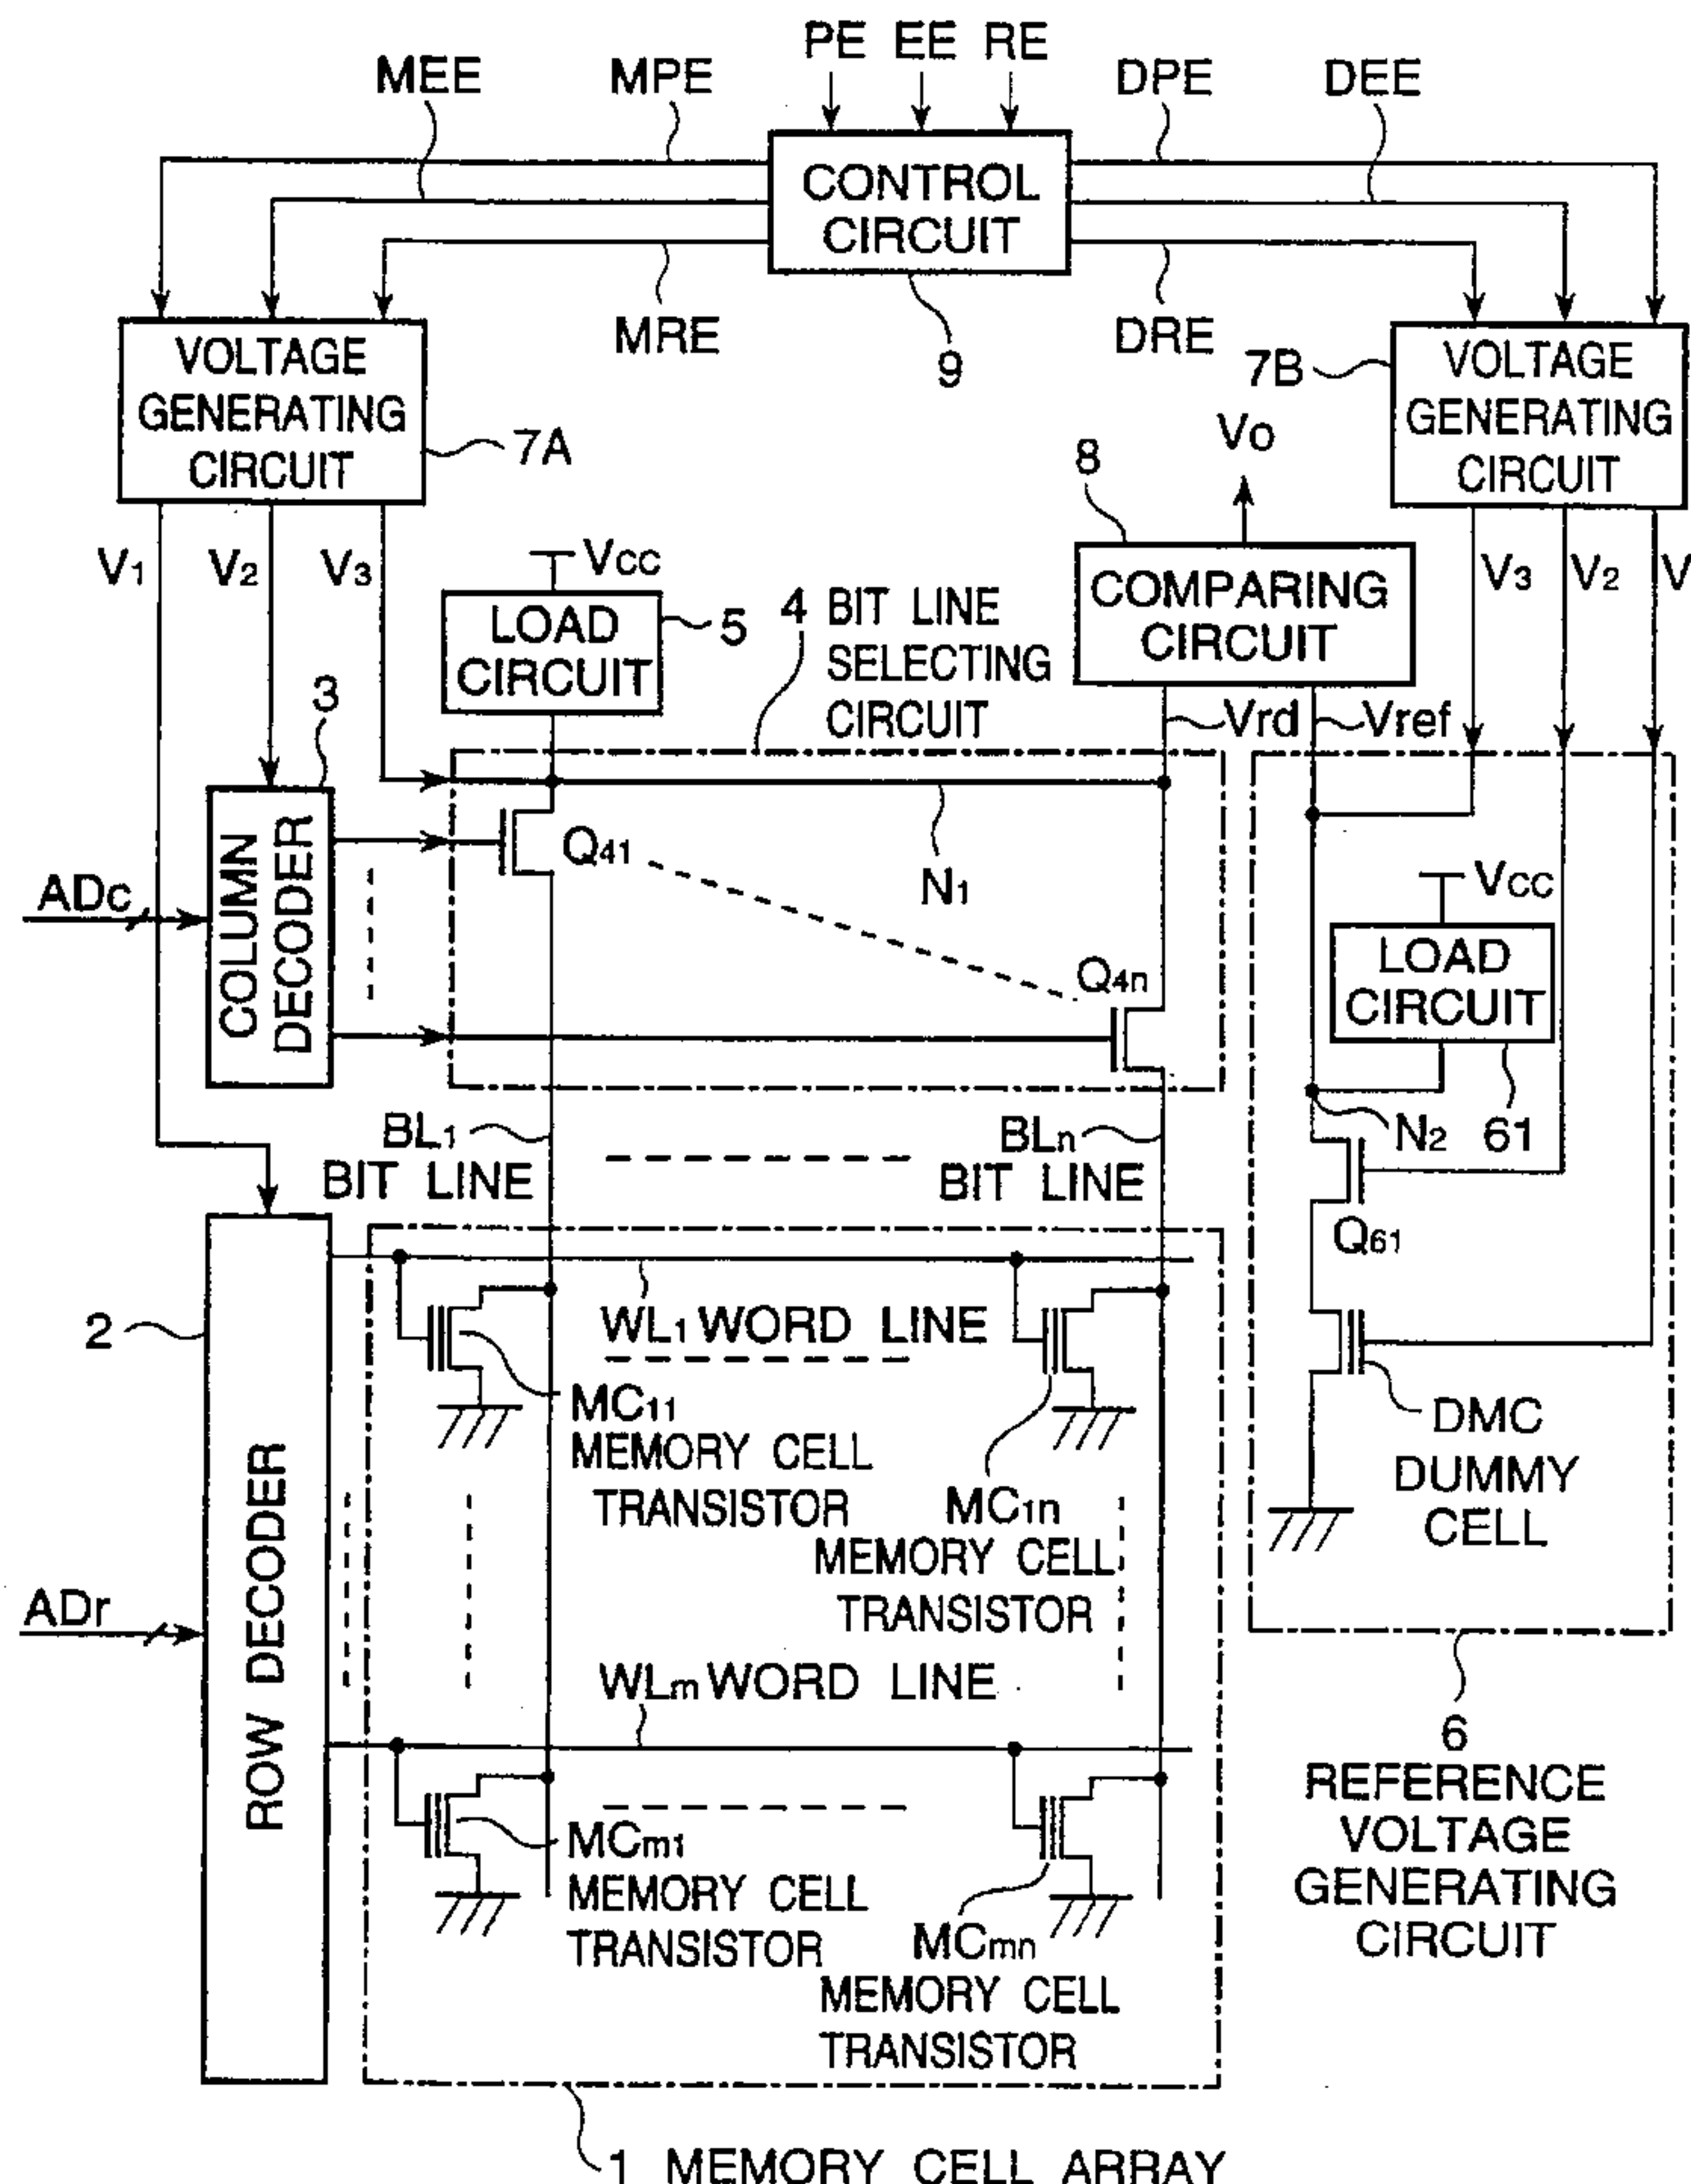 PE EE RE
MEE MPE DPE DEE
CONTROL
CIRCUIT
MRE 9 DRE
VOLTAGE
GENERATING
CIRCUIT
7A
7B
VOLTAGE
GENERATING
CIRCUIT
Vo
8
V1 V2 V3
VCC
LOAD
CIRCUIT
5
4 BIT LINE
SELECTING
CIRCUIT
COMPARING
CIRCUIT
V3 V2 V
Vrd Vref
3
COLUMN
DECODER
ADc
Q41
N1
Q4n
VCC
LOAD
CIRCUIT
N2 61
BL1
BIT LINE
BLn
BIT LINE
Q61
2
ROW DECODER
ADr
WL1 WORD LINE
MC11
MEMORY CELL
TRANSISTOR
MC1n
MEMORY CELL
TRANSISTOR
DMC
DUMMY
CELL
WLm WORD LINE
MCm1
MEMORY CELL
TRANSISTOR
MCmn
MEMORY CELL
TRANSISTOR
6
REFERENCE
VOLTAGE
GENERATING
CIRCUIT
1 MEMORY CELL ARRAY